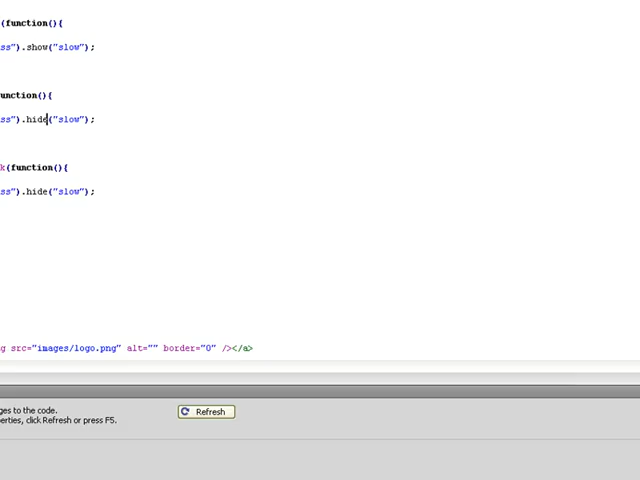 (function(){
ss").show("slow");
unction(){
ss").hide("slow");
k(function(){
ss").hide("slow");
g src="images/logo.png" alt="" border="0" /></a>
ges to the code.
erties, click Refresh or press F5.
Refresh